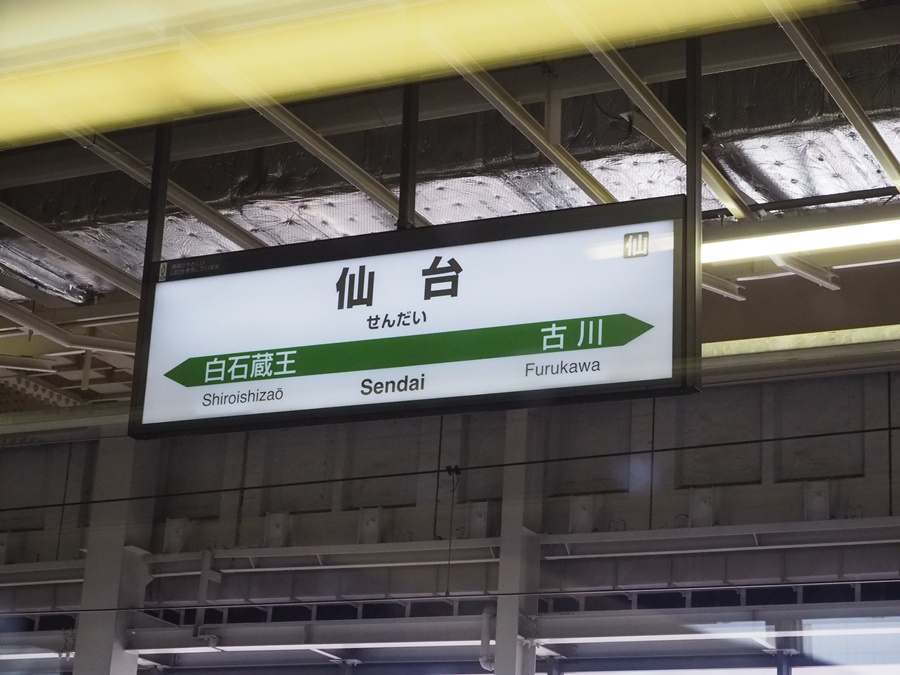 仙台
仙
せんだい
白石蔵王
古川
Shiroishizaō
Sendai
Furukawa